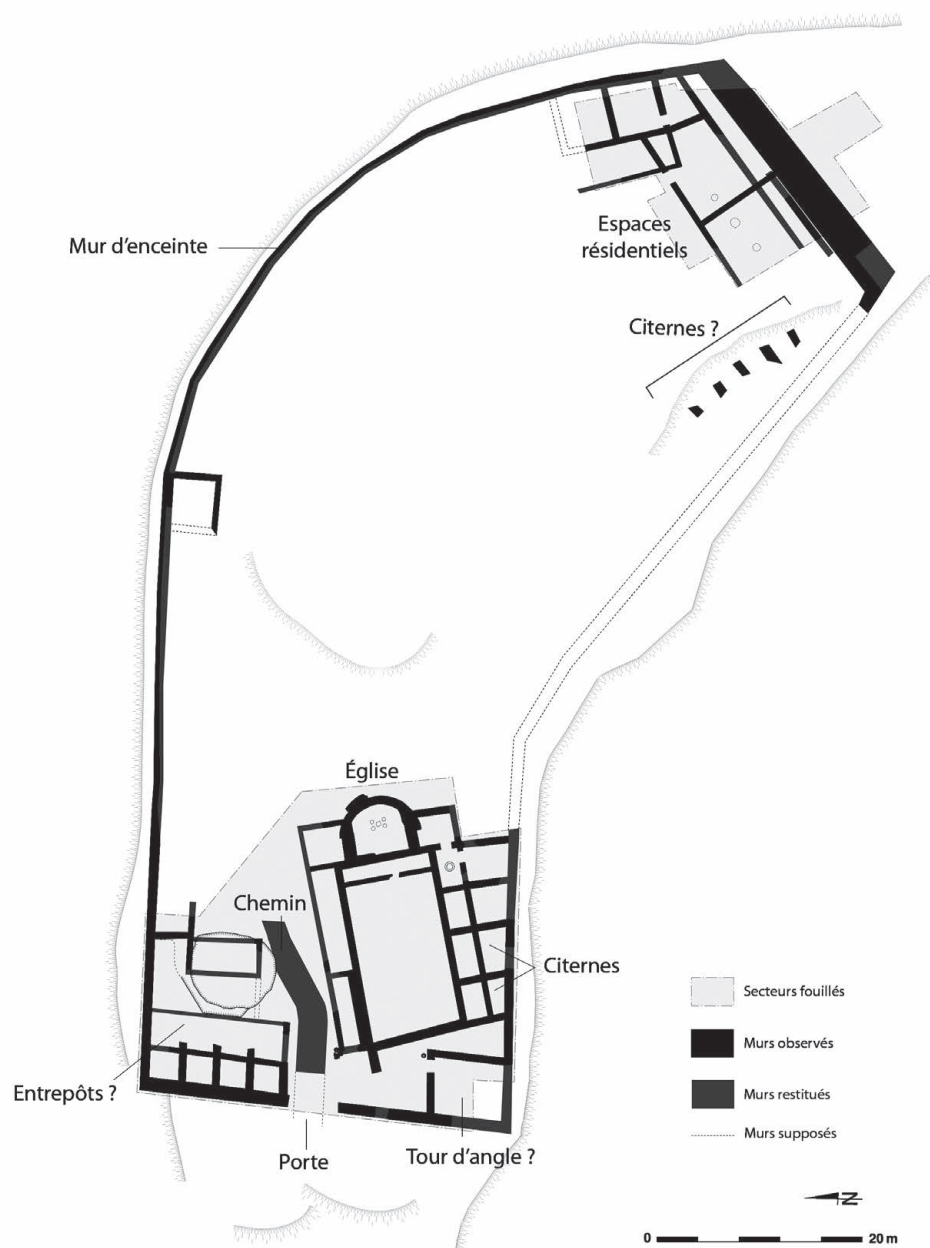 Mur d'enceinte
Espaces
résidentiels
Citernes ?
Église
Chemin
Citernes
Entrepôts ?
Porte
Tour d'angle ?
Secteurs fouillés
Murs observés
Murs restitués
Murs supposés
N
0 20 m